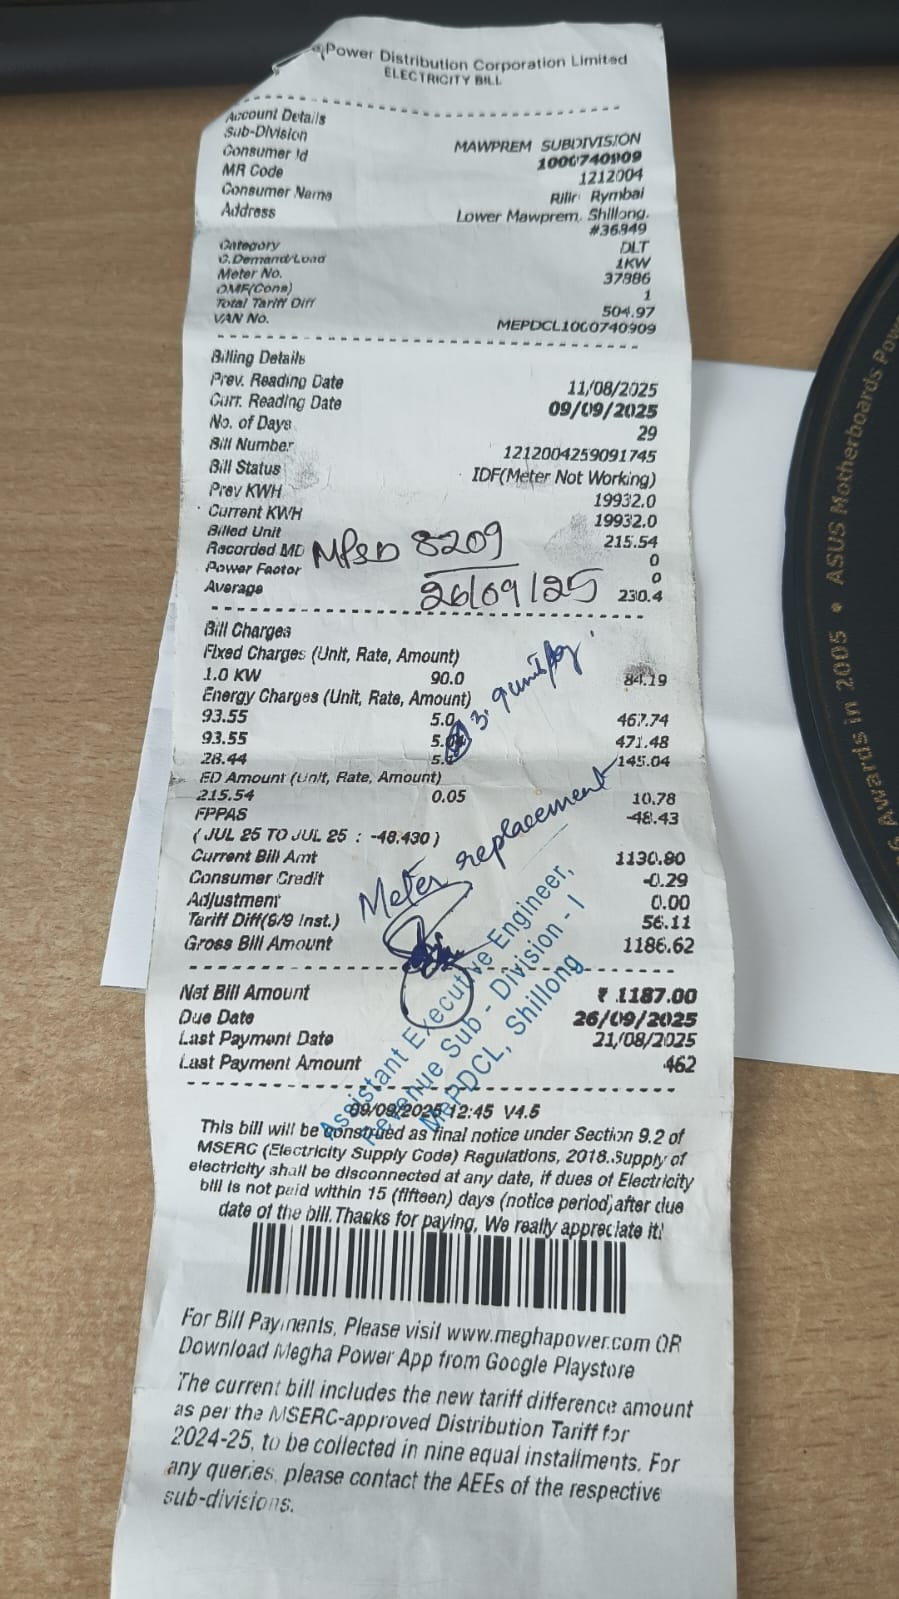 Power Distribution Corporation Limited
ELECTRICITY BILL
Account Details
Sub-Division MAWPREM SUBDIVISION
Consumer Id 1000740909
MR Code 1212004
Consumer Name Rymbai
Address Lower Mawprem, Shillong.
#36949
Category DLT
C.Demand/Load 1KW
Meter No. 37886
OMF(Cons) 1
Total Tariff Diff 504.97
VAN No. MEPDCL1000740909
Billing Details
Prev. Reading Date 11/08/2025
Curr. Reading Date 09/09/2025
No. of Days 29
Bill Number 1212004259091745
Bill Status IDF(Meter Not Working)
Prev KWH 19932.0
Current KWH 19932.0
Billed Unit 215.54
Recorded MD 0
Power Factor 0
Average 230.4
8209
26/09/25
Bill Charges
Fixed Charges (Unit, Rate, Amount)
1.0 KW 90.0 84.19
Energy Charges (Unit, Rate, Amount)
93.55 5.0 467.74
93.55 471.48
28.44 145.04
ED Amount (Unit, Rate, Amount)
215.54 0.05 10.78
FPPAS -48.43
( JUL 25 TO JUL 25 : -48.430 )
Current Bill Amt 1130.80
Consumer Credit -0.29
Adjustment 0.00
Tariff Diff(8/9 Inst.) 56.11
Gross Bill Amount 1186.62
Meter replacement
Assistant Executive Engineer,
Revenue Sub - Division - I
MePDCL, Shillong
Net Bill Amount ₹ 1187.00
Due Date 26/09/2025
Last Payment Date 21/08/2025
Last Payment Amount 462
09/09/2025 12:45 V4.5
This bill will be construed as final notice under Section 9.2 of
MSERC (Electricity Supply Code) Regulations, 2018.Supply of
electricity shall be disconnected at any date, if dues of Electricity
bill is not paid within 15 (fifteen) days (notice period)after due
date of the bill.Thanks for paying, We really appreciate it!
For Bill Payments, Please visit www.meghapower.com OR
Download Megha Power App from Google Playstore
The current bill includes the new tariff difference amount
as per the MSERC-approved Distribution Tariff for
2024-25, to be collected in nine equal installments. For
any queries, please contact the AEEs of the respective
sub-divisions.
Awards in 2005 • ASUS Motherboards Pow